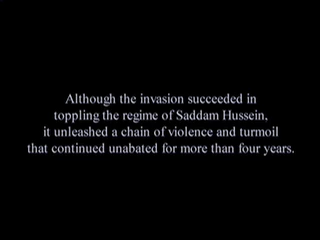 Although the invasion succeeded in
toppling the regime of Saddam Hussein,
it unleashed a chain of violence and turmoil
that continued unabated for more than four years.